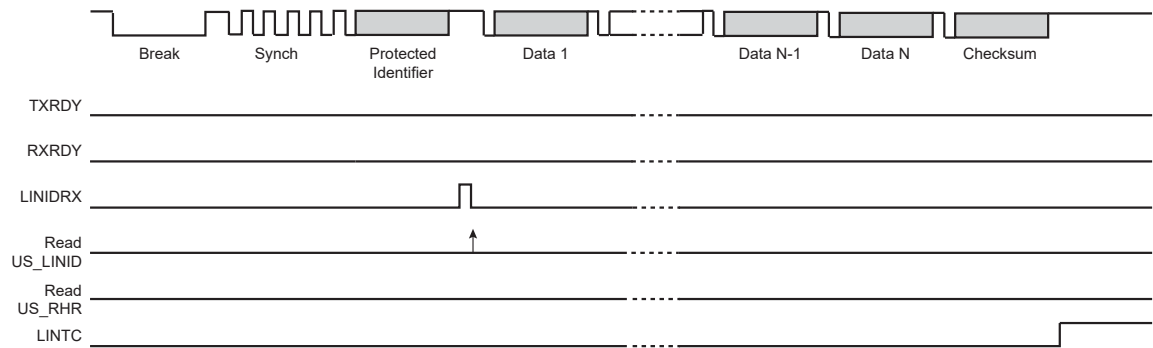 Break Synch Protected Data 1 Data N-1 Data N Checksum
Identifier
TXRDY
RXRDY
LINIDRX
Read
US_LINID
Read
US_RHR
LINTC